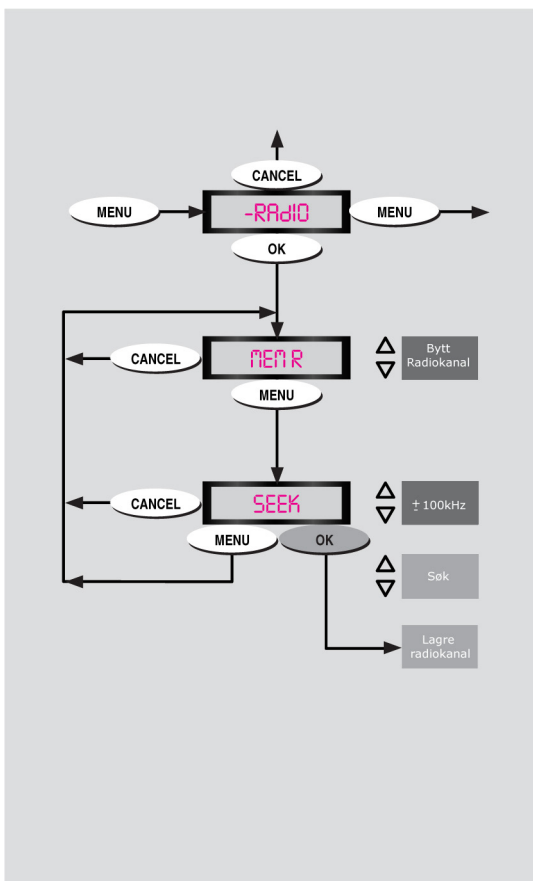 CANCEL
MENU
-RAdIO
MENU
OK
CANCEL
MEM R
Bytt
Radiokanal
MENU
CANCEL
SEEK
± 100kHz
MENU
OK
Søk
Lagre
radiokanal